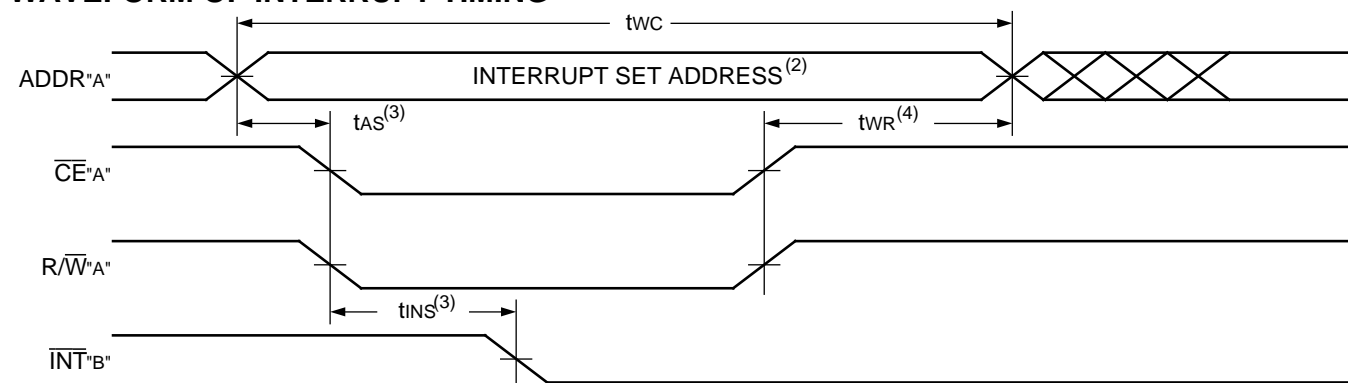 WAVEFORM OF INTERRUPT TIMING
tWC
ADDR"A"
INTERRUPT SET ADDRESS(2)
tAS(3)
tWR(4)
CE"A"
R/W"A"
tINS(3)
INT"B"